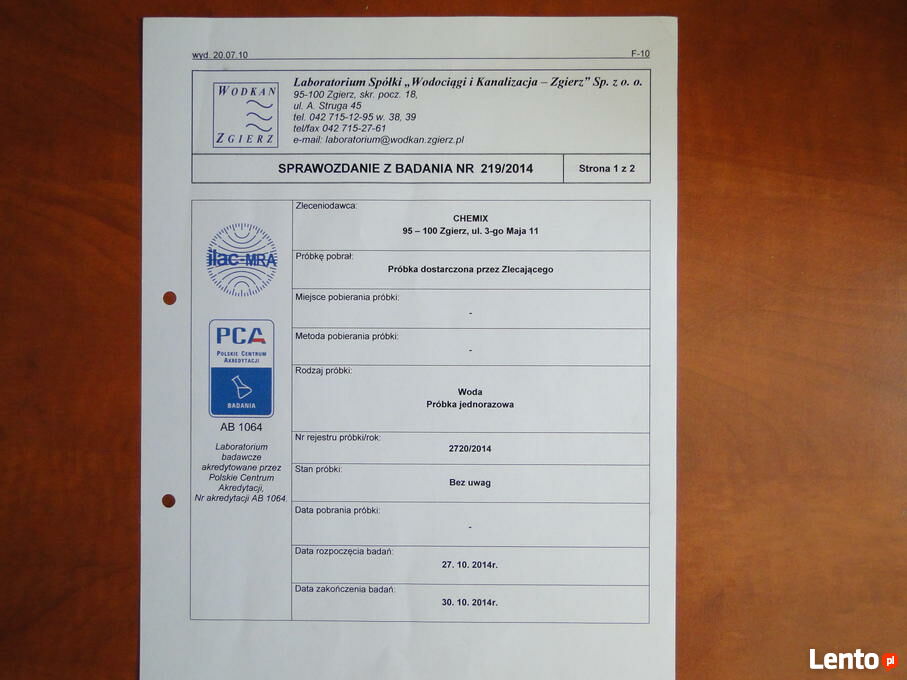 wyd. 20.07.10
F-10
WODKAN
ZGIERZ
Laboratorium Spółki „Wodociągi i Kanalizacja – Zgierz” Sp. z o. o.
95-100 Zgierz, skr. pocz. 18,
ul. A. Struga 45
tel. 042 715-12-95 w. 38, 39
tel/fax 042 715-27-61
e-mail: laboratorium@wodkan.zgierz.pl
SPRAWOZDANIE Z BADANIA NR 219/2014
Strona 1 z 2
ilac-MRA
PCA
POLSKIE CENTRUM
AKREDYTACJI
BADANIA
AB 1064
Laboratorium
badawcze
akredytowane przez
Polskie Centrum
Akredytacji,
Nr akredytacji AB 1064.
Zleceniodawca:
CHEMIX
95 – 100 Zgierz, ul. 3-go Maja 11
Próbkę pobrał:
Próbka dostarczona przez Zlecającego
Miejsce pobierania próbki:
-
Metoda pobierania próbki:
-
Rodzaj próbki:
Woda
Próbka jednorazowa
Nr rejestru próbki/rok:
2720/2014
Stan próbki:
Bez uwag
Data pobrania próbki:
-
Data rozpoczęcia badań:
27. 10. 2014r.
Data zakończenia badań:
30. 10. 2014r.
Lento.pl